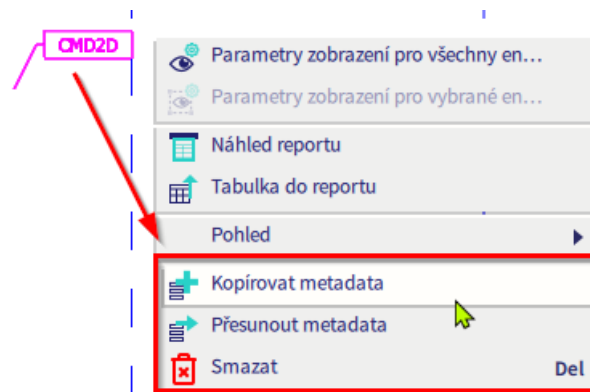 CMD2D
Parametry zobrazení pro všechny en...
Parametry zobrazení pro vybrané en...
Náhled reportu
Tabulka do reportu
Pohled
Kopírovat metadata
Přesunout metadata
Smazat Del